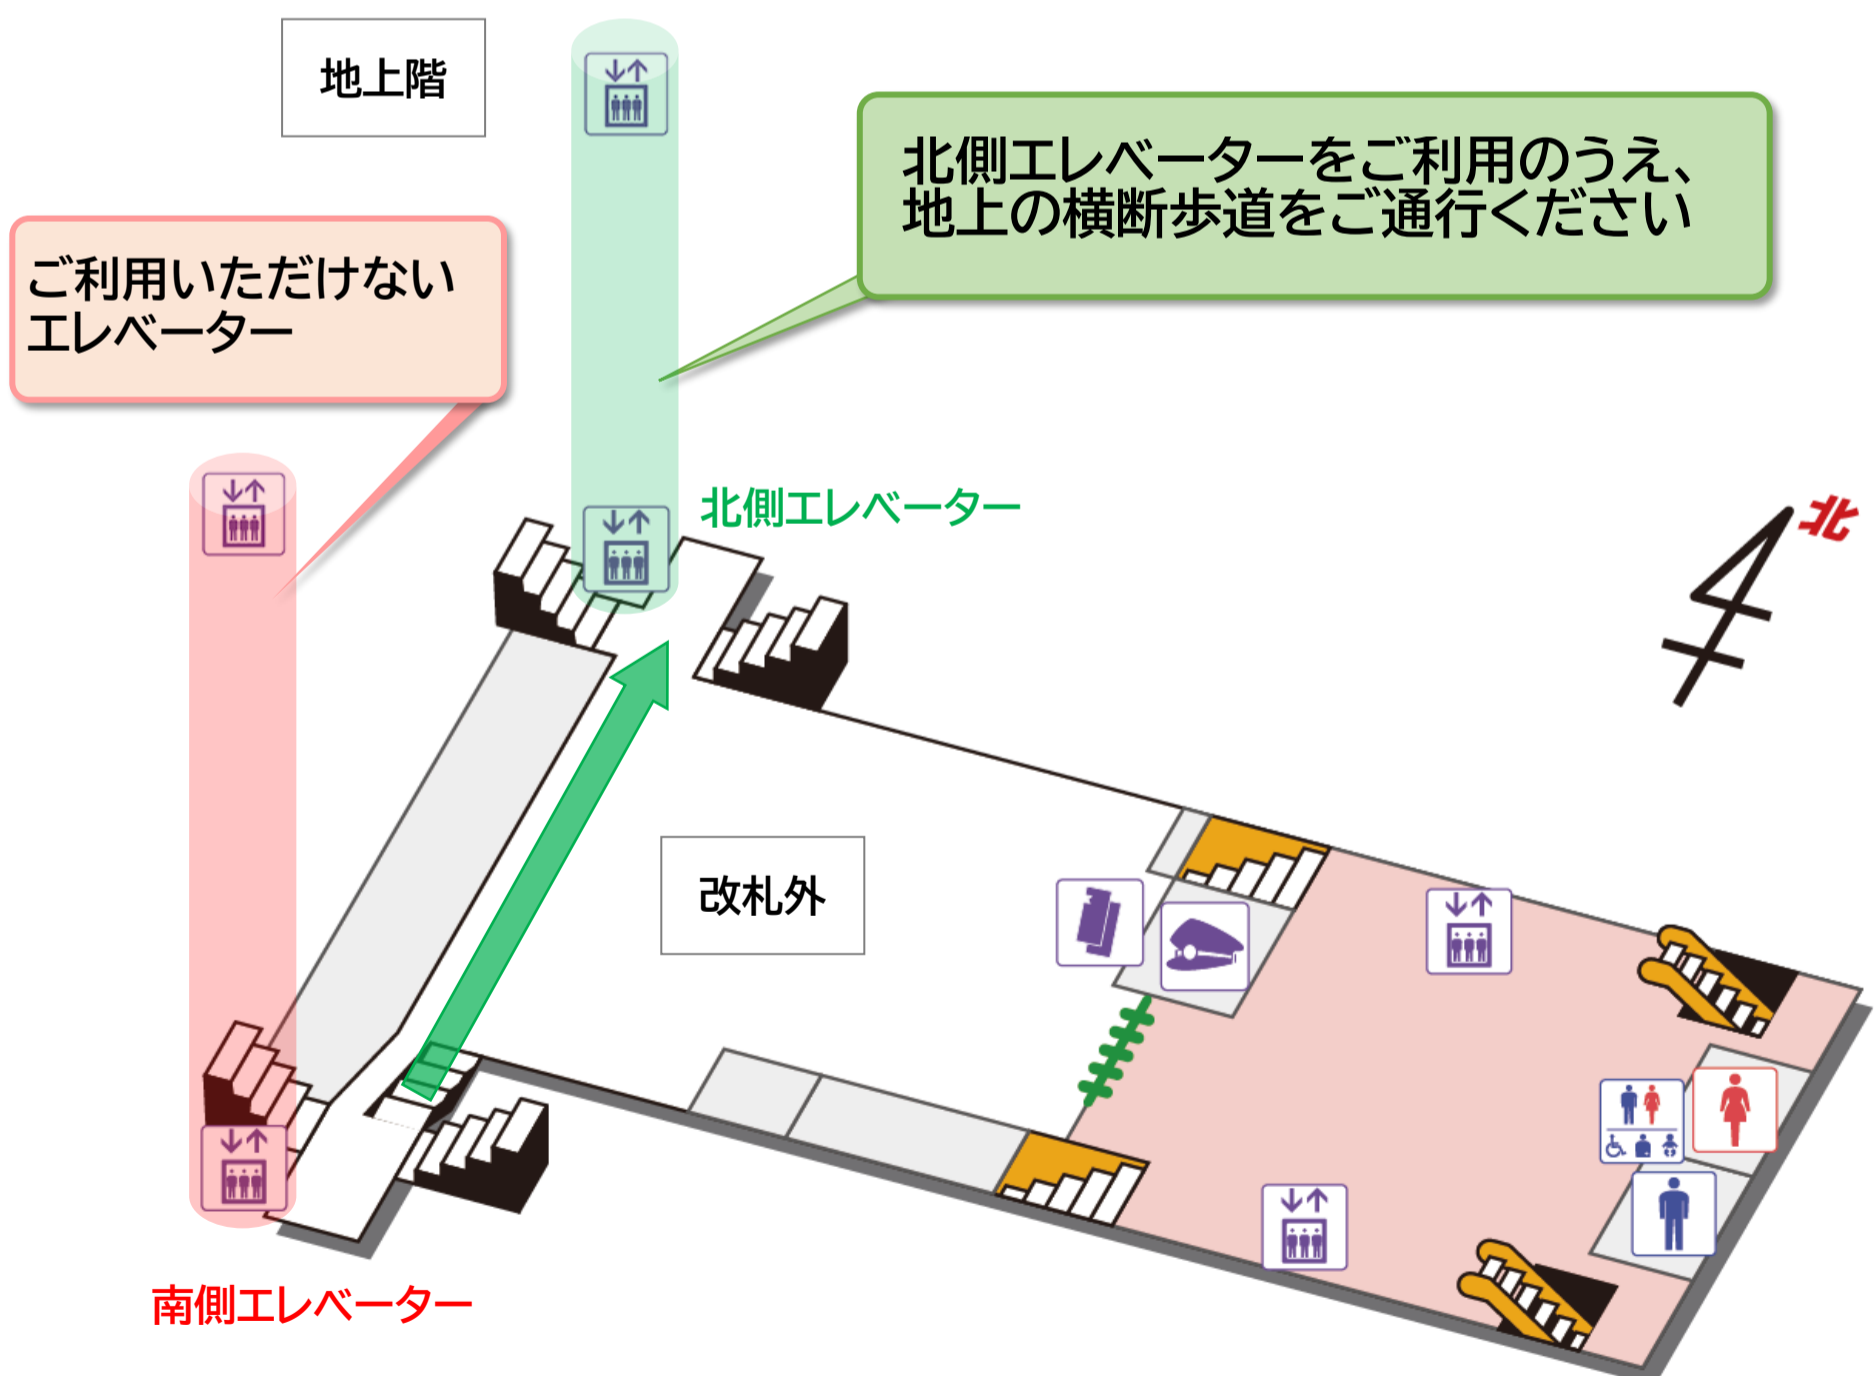 地上階
北側エレベーターをご利用のうえ、
地上の横断歩道をご通行ください
ご利用いただけない
エレベーター
北側エレベーター
北
改札外
南側エレベーター